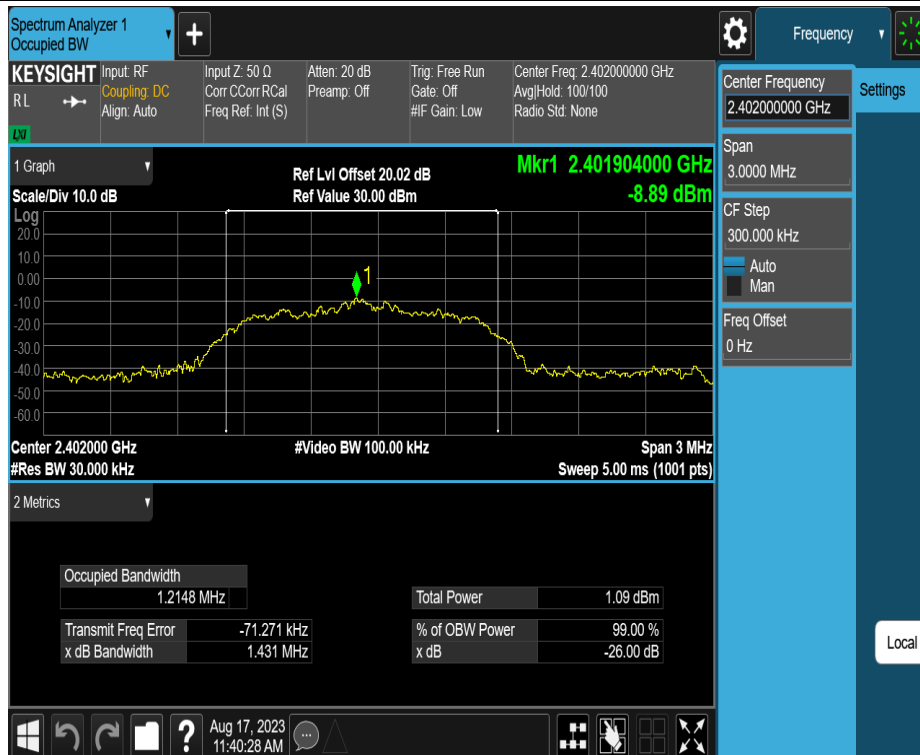 Spectrum Analyzer 1
Occupied BW
+
Frequency
KEYSIGHT
R L
LXI
Input: RF
Coupling: DC
Align: Auto
Input Z: 50 Ω
Corr CCorr RCal
Freq Ref: Int (S)
Atten: 20 dB
Preamp: Off
Trig: Free Run
Gate: Off
#IF Gain: Low
Center Freq: 2.402000000 GHz
Avg|Hold: 100/100
Radio Std: None
Center Frequency
2.402000000 GHz
Settings
Span
3.0000 MHz
CF Step
300.000 kHz
Auto
Man
Freq Offset
0 Hz
Local
1 Graph
Scale/Div 10.0 dB
Ref Lvl Offset 20.02 dB
Ref Value 30.00 dBm
Mkr1 2.401904000 GHz
-8.89 dBm
Log
20.0
10.0
0.00
-10.0
-20.0
-30.0
-40.0
-50.0
-60.0
1
Center 2.402000 GHz
#Video BW 100.00 kHz
Span 3 MHz
#Res BW 30.000 kHz
Sweep 5.00 ms (1001 pts)
2 Metrics
Occupied Bandwidth
1.2148 MHz
Total Power 1.09 dBm
Transmit Freq Error -71.271 kHz
% of OBW Power 99.00 %
x dB Bandwidth 1.431 MHz
x dB -26.00 dB
?
Aug 17, 2023
11:40:28 AM